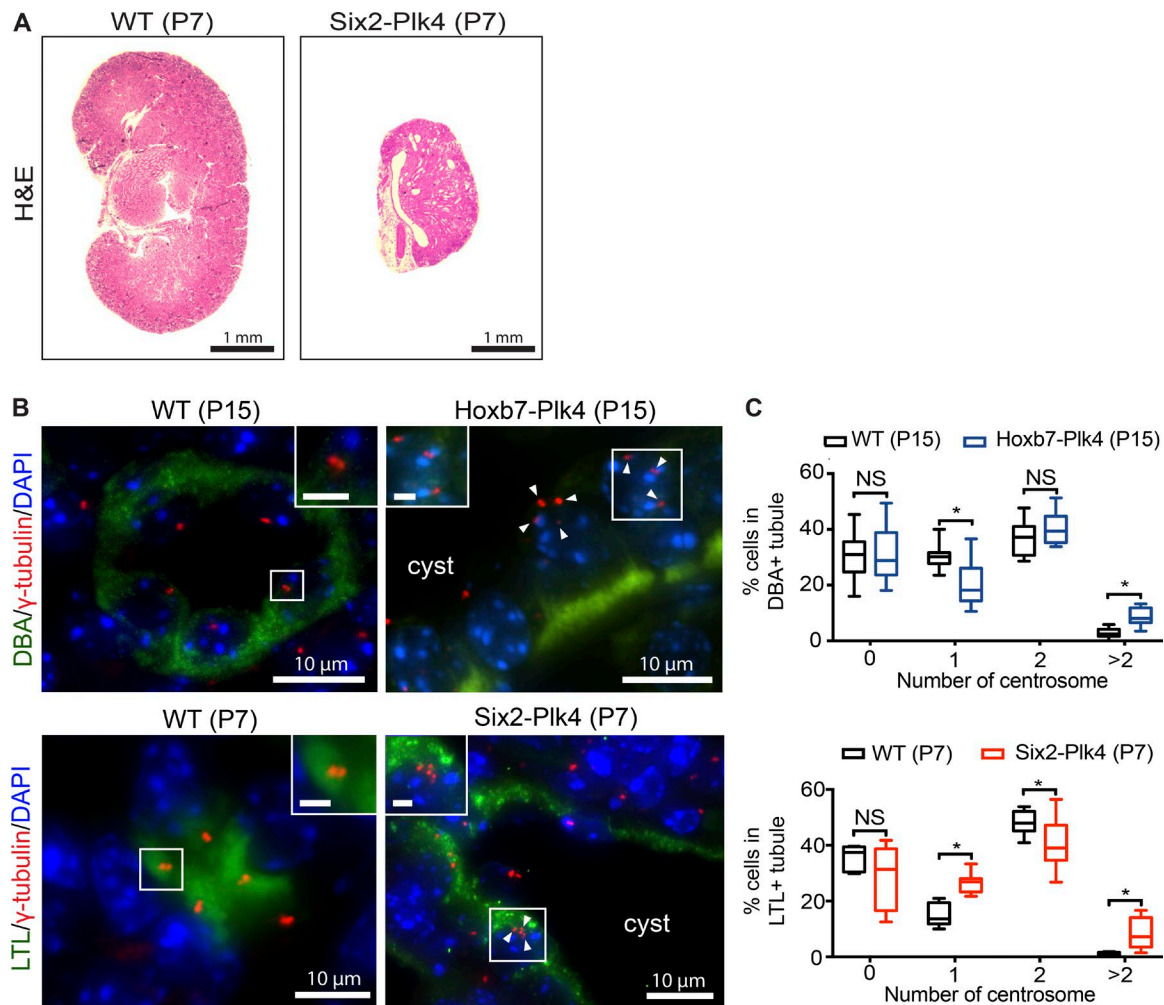 A
WT (P7)
Six2-Plk4 (P7)
H&E
1 mm
1 mm
B
WT (P15)
Hoxb7-Plk4 (P15)
DBA/γ-tubulin/DAPI
10 µm
cyst
10 µm
WT (P7)
Six2-Plk4 (P7)
LTL/γ-tubulin/DAPI
10 µm
cyst
10 µm
C
WT (P15) Hoxb7-Plk4 (P15)
% cells in
DBA+ tubule
60
40
20
0
NS * NS *
0 1 2 >2
Number of centrosome
WT (P7) Six2-Plk4 (P7)
% cells in
LTL+ tubule
60
40
20
0
NS * * *
0 1 2 >2
Number of centrosome